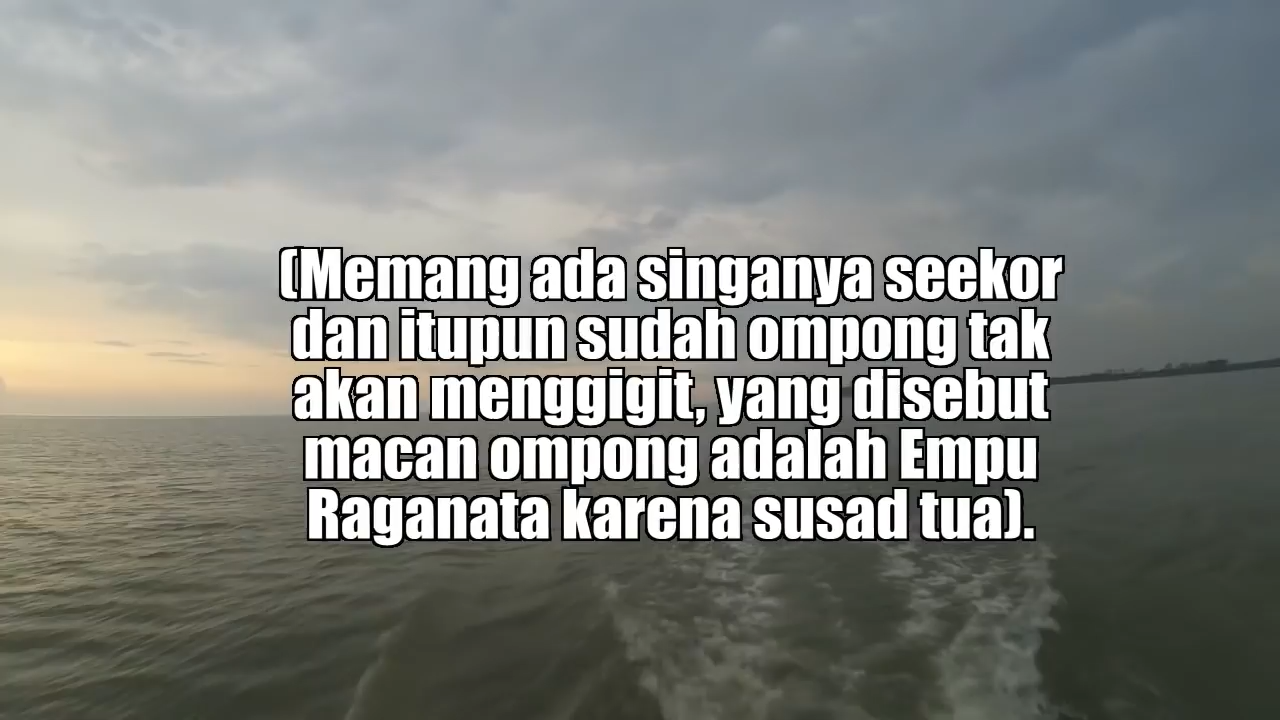 (Memang ada singanya seekor
dan itupun sudah ompong tak
akan menggigit, yang disebut
macan ompong adalah Empu
Raganata karena susad tua).